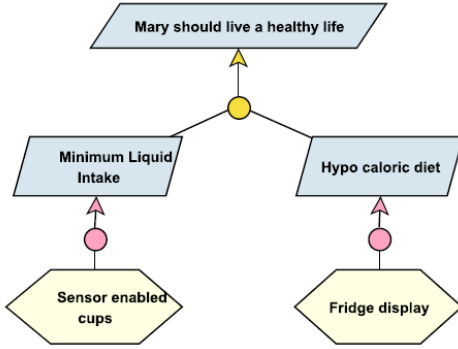 Mary should live a healthy life
Minimum Liquid
Intake
Hypo caloric diet
Sensor enabled
cups
Fridge display